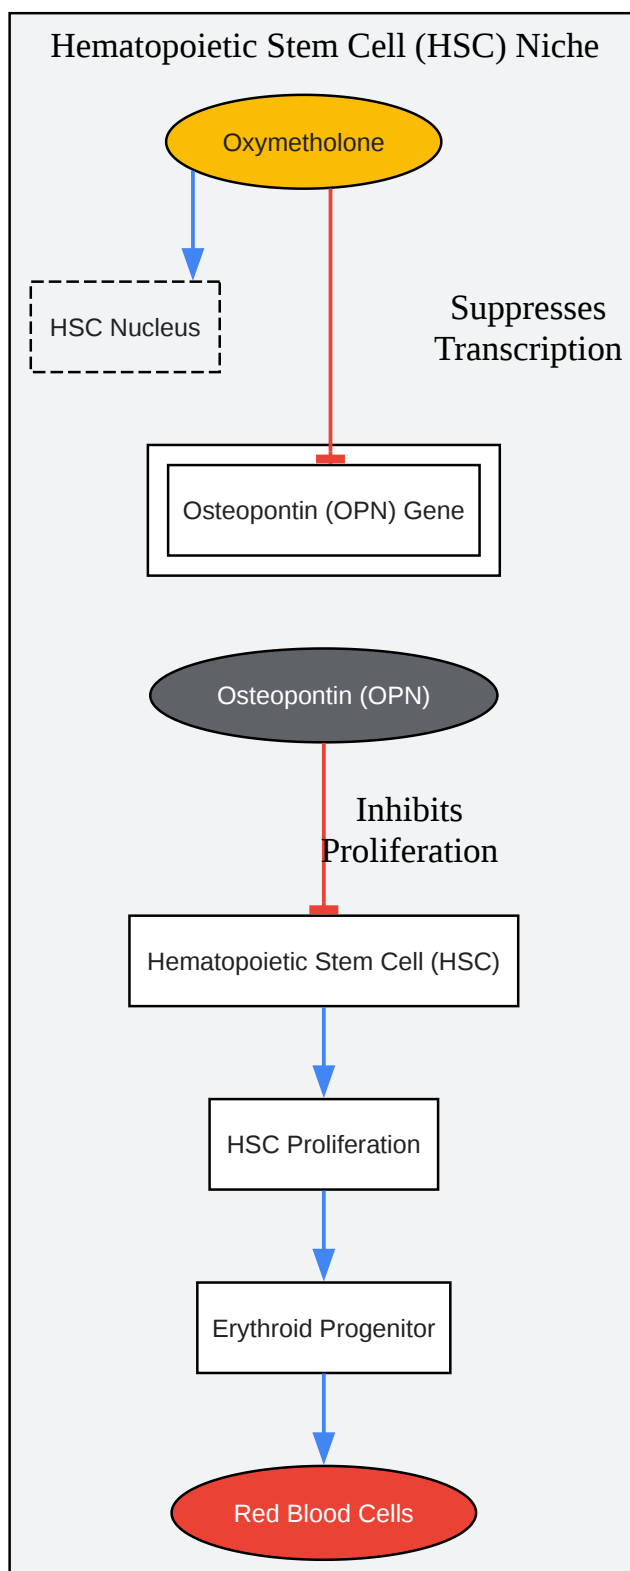 Hematopoietic Stem Cell (HSC) Niche
Oxymetholone
HSC Nucleus
Suppresses
Transcription
Osteopontin (OPN) Gene
Osteopontin (OPN)
Inhibits
Proliferation
Hematopoietic Stem Cell (HSC)
HSC Proliferation
Erythroid Progenitor
Red Blood Cells